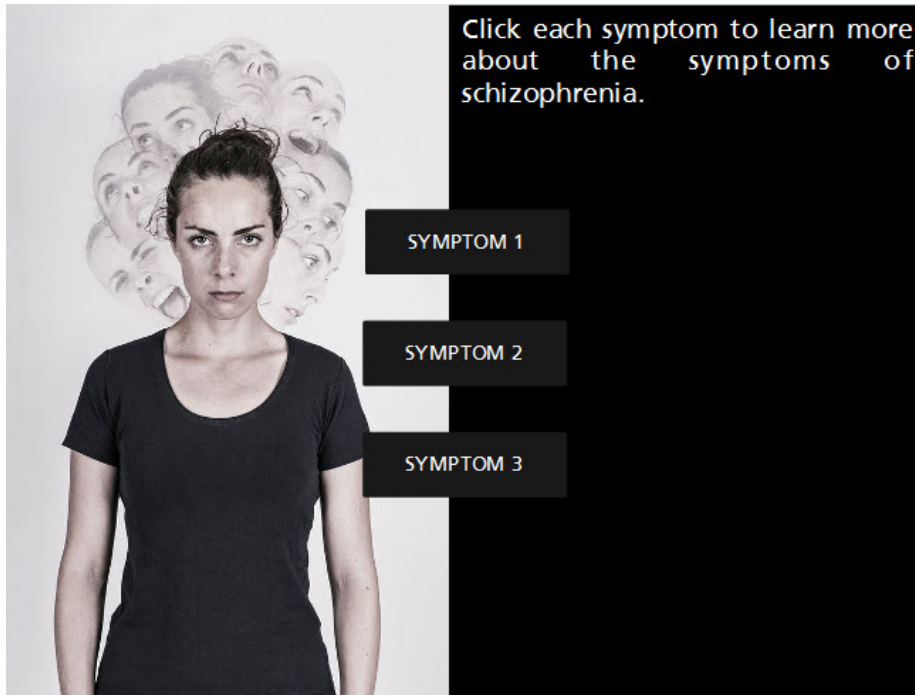 Click each symptom to learn more
about the symptoms of
schizophrenia.
SYMPTOM 1
SYMPTOM 2
SYMPTOM 3